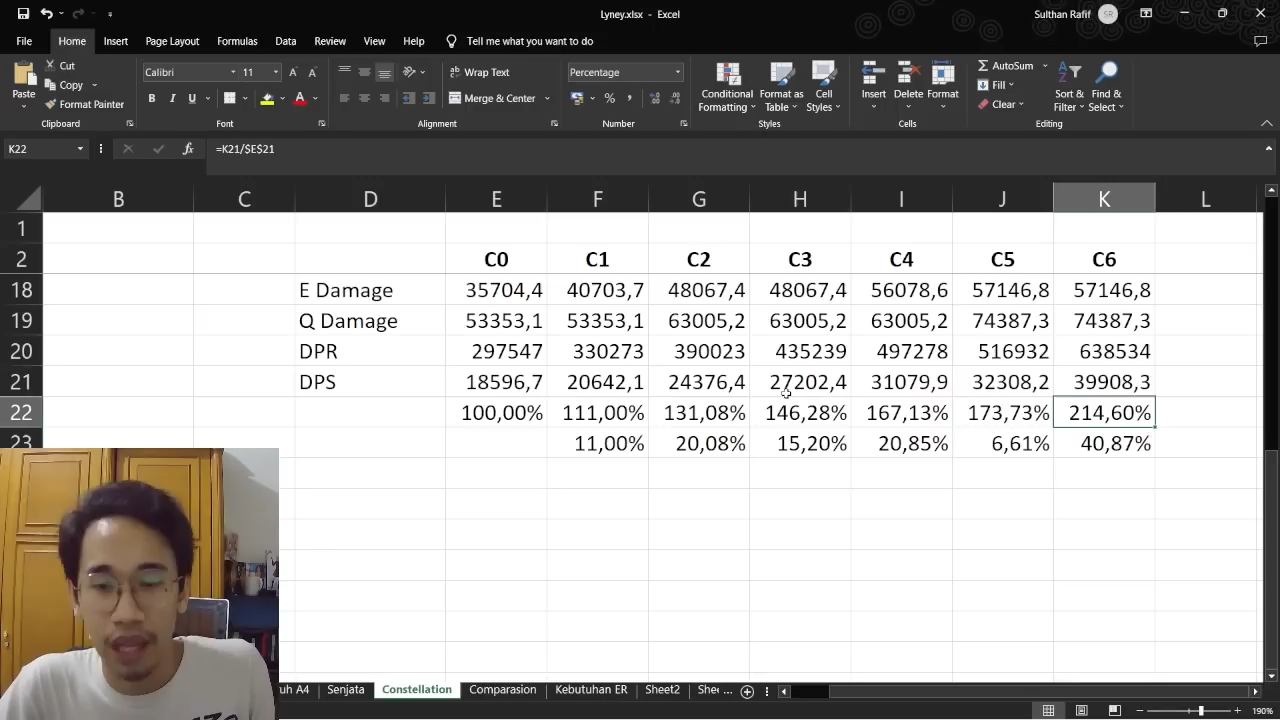 Lyney.xlsx - Excel
Sulthan Rafif
SR
File Home Insert Page Layout Formulas Data Review View Help Tell me what you want to do
Paste
Cut
Copy
Format Painter
Clipboard
Calibri 11
B I U
Font
Wrap Text
Merge & Center
Alignment
Percentage
Number
Conditional Formatting
Format as Table
Cell Styles
Styles
Insert Delete Format
Cells
AutoSum
Fill
Clear
Sort & Filter
Find & Select
Editing
K22 fx =K21/$E$21
B C D E F G H I J K L
1
2 C0 C1 C2 C3 C4 C5 C6
18 E Damage 35704,4 40703,7 48067,4 48067,4 56078,6 57146,8 57146,8
19 Q Damage 53353,1 53353,1 63005,2 63005,2 63005,2 74387,3 74387,3
20 DPR 297547 330273 390023 435239 497278 516932 638534
21 DPS 18596,7 20642,1 24376,4 27202,4 31079,9 32308,2 39908,3
22 100,00% 111,00% 131,08% 146,28% 167,13% 173,73% 214,60%
23 11,00% 20,08% 15,20% 20,85% 6,61% 40,87%
uh A4 Senjata Constellation Comparasion Kebutuhan ER Sheet2 She ...
190%